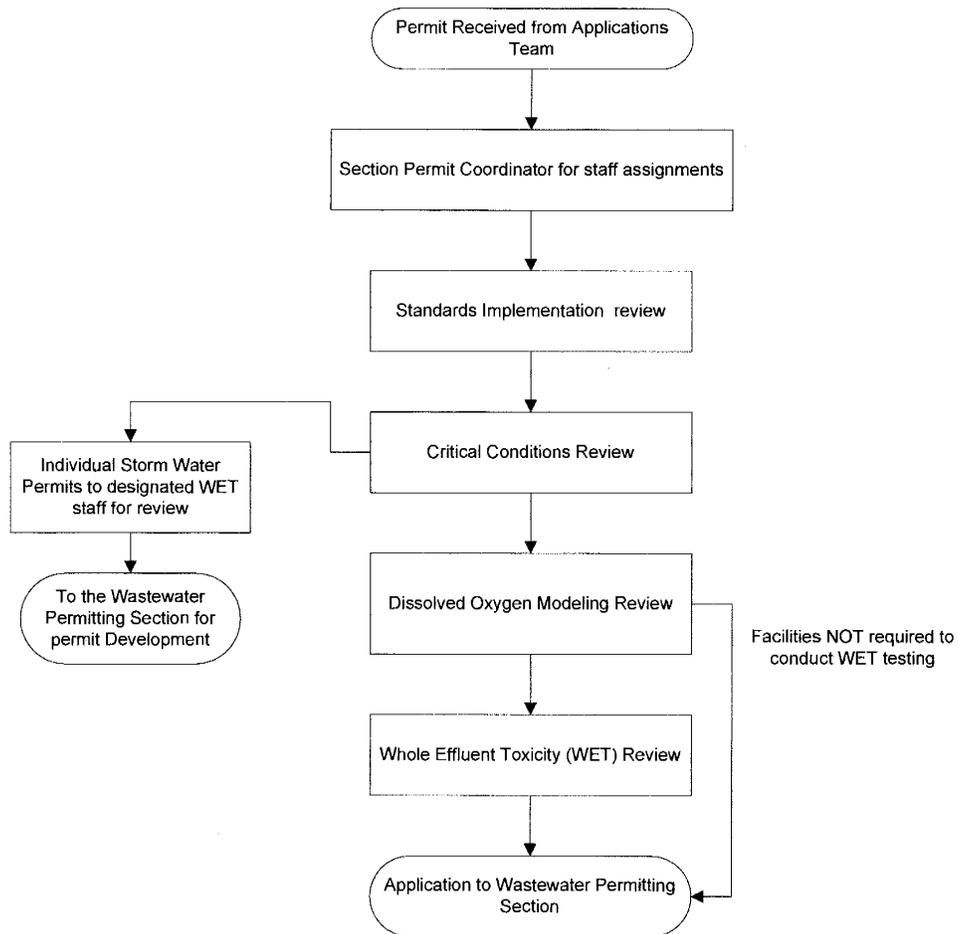 Permit Received from Applications
Team
Section Permit Coordinator for staff assignments
Standards Implementation review
Critical Conditions Review
Individual Storm Water
Permits to designated WET
staff for review
To the Wastewater
Permitting Section for
permit Development
Dissolved Oxygen Modeling Review
Facilities NOT required to
conduct WET testing
Whole Effluent Toxicity (WET) Review
Application to Wastewater Permitting
Section